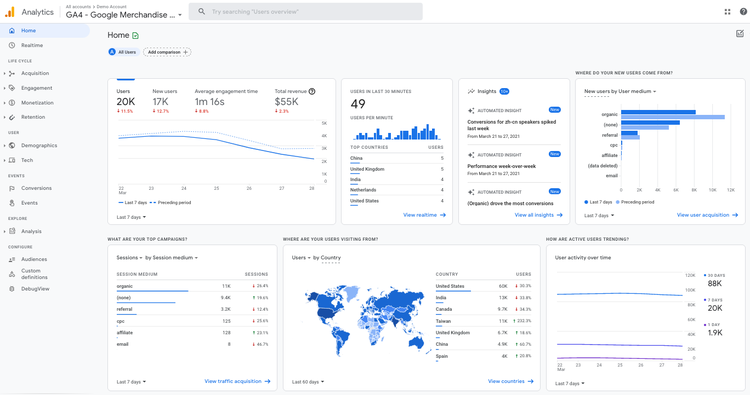 Analytics
All accounts > Demo Account
GA4 - Google Merchandise ...
Try searching "Users overview"
Home
Realtime
LIFE CYCLE
Acquisition
Engagement
Monetization
Retention
USER
Demographics
Tech
EVENTS
Conversions
Events
EXPLORE
Analysis
CONFIGURE
Audiences
Custom
definitions
DebugView
Home
A All Users
Add comparison +
Users
20K
11.5%
New users
17K
12.7%
Average engagement time
1m 16s
8.8%
Total revenue
$55K
2.3%
5K
4K
3K
2K
1K
0
22
Mar
23
24
25
26
27
28
Last 7 days
Preceding period
Last 7 days
USERS IN LAST 30 MINUTES
49
USERS PER MINUTE
TOP COUNTRIES USERS
China 5
United Kingdom 5
India 4
Netherlands 4
United States 4
View realtime
Insights
AUTOMATED INSIGHT New
Conversions for zh-cn speakers spiked
last week
From March 21 to 27, 2021
AUTOMATED INSIGHT New
Performance week-over-week
From March 21 to 27, 2021
AUTOMATED INSIGHT New
(Organic) drove the most conversions
View all insights
WHERE DO YOUR NEW USERS COME FROM?
New users by User medium
organic
(none)
referral
cpc
affiliate
(data deleted)
email
0 2K 4K 6K 8K 10K 12K
Last 7 days
Preceding period
Last 7 days
View user acquisition
WHAT ARE YOUR TOP CAMPAIGNS?
Sessions by Session medium
SESSION MEDIUM SESSIONS
organic 11K 26.4%
(none) 9.4K 19.6%
referral 3.2K 12.4%
cpc 125 25.6%
affiliate 128 23.1%
email 8 46.7%
Last 7 days
View traffic acquisition
WHERE ARE YOUR USERS VISITING FROM?
Users by Country
COUNTRY USERS
United States 60K 30.3%
India 13K 33.8%
Canada 9.7K 34.3%
Taiwan 11K 232.3%
United Kingdom 5.7K 18.6%
China 4.9K 60.7%
Spain 4K 20.8%
Last 60 days
View countries
HOW ARE ACTIVE USERS TRENDING?
User activity over time
120K
100K
80K
60K
40K
20K
0
22
Mar
23
24
25
26
27
28
30 DAYS
88K
7 DAYS
20K
1 DAY
1.9K
Last 7 days